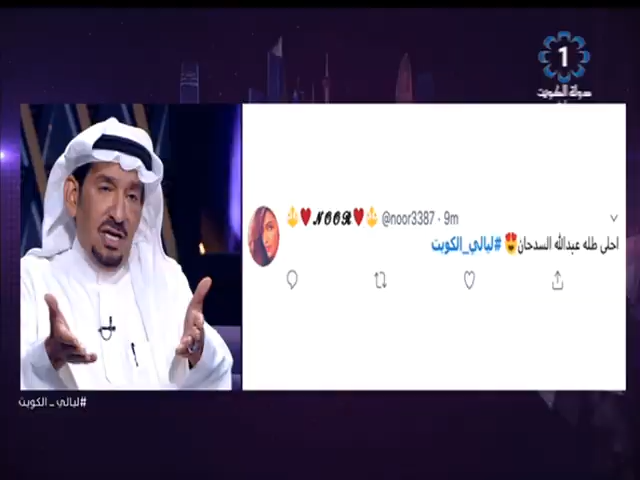 1
دولة الكويت
😳❤️𝓝𝓞𝓞𝓡❤️😳 @noor3387 · 9m
احلى طله عبدالله السدحان😍 #ليالي_الكويت
#ليالي_الكويت